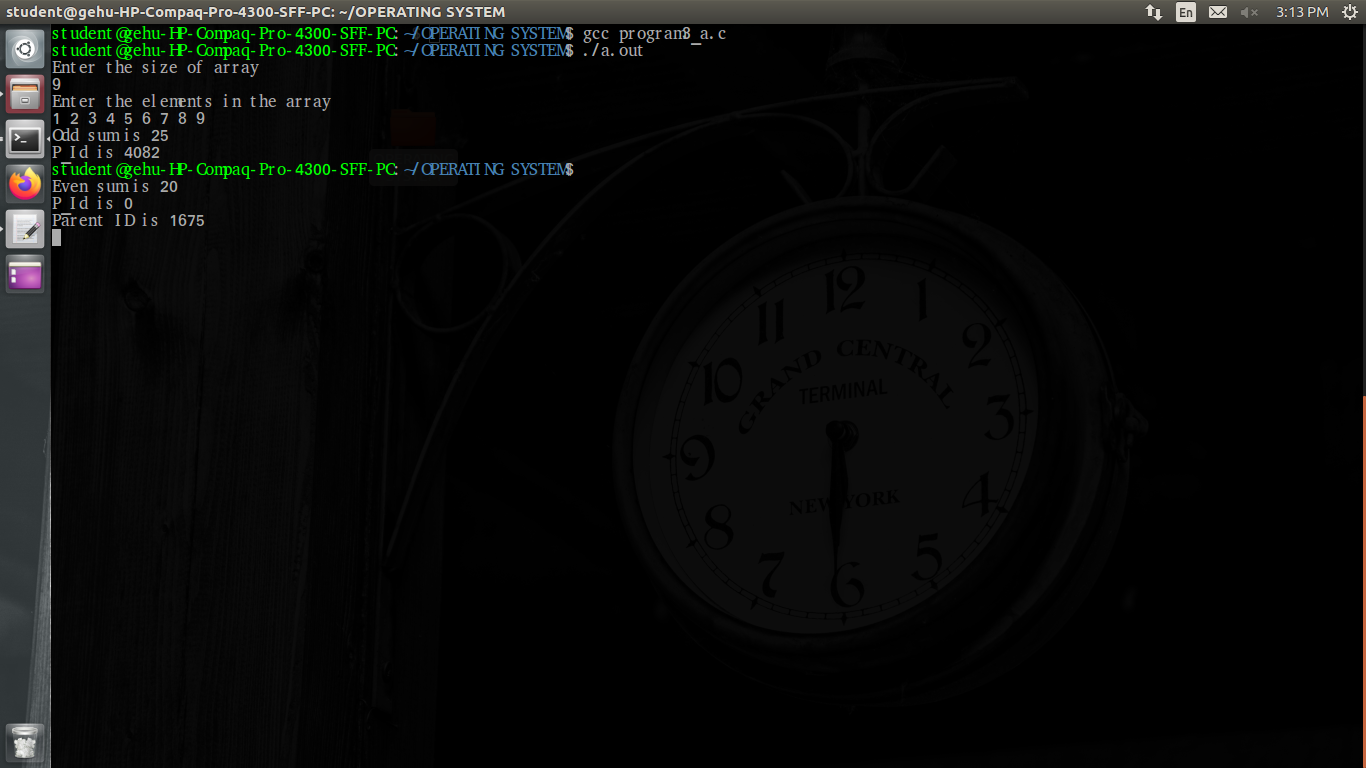 student@gehu-HP-Compaq-Pro-4300-SFF-PC: ~/OPERATING SYSTEM
En
3:13 PM
student@gehu-HP-Compaq-Pro-4300-SFF-PC:~/OPERATING SYSTEM$ gcc program3_a.c
student@gehu-HP-Compaq-Pro-4300-SFF-PC:~/OPERATING SYSTEM$ ./a.out
Enter the size of array
9
Enter the elements in the array
1 2 3 4 5 6 7 8 9
Odd sum is 25
P_Id is 4082
student@gehu-HP-Compaq-Pro-4300-SFF-PC:~/OPERATING SYSTEM$
Even sum is 20
P_Id is 0
Parent ID is 1675
12
1
2
3
4
5
6
7
8
9
10
11
GRAND CENTRAL
TERMINAL
NEW YORK